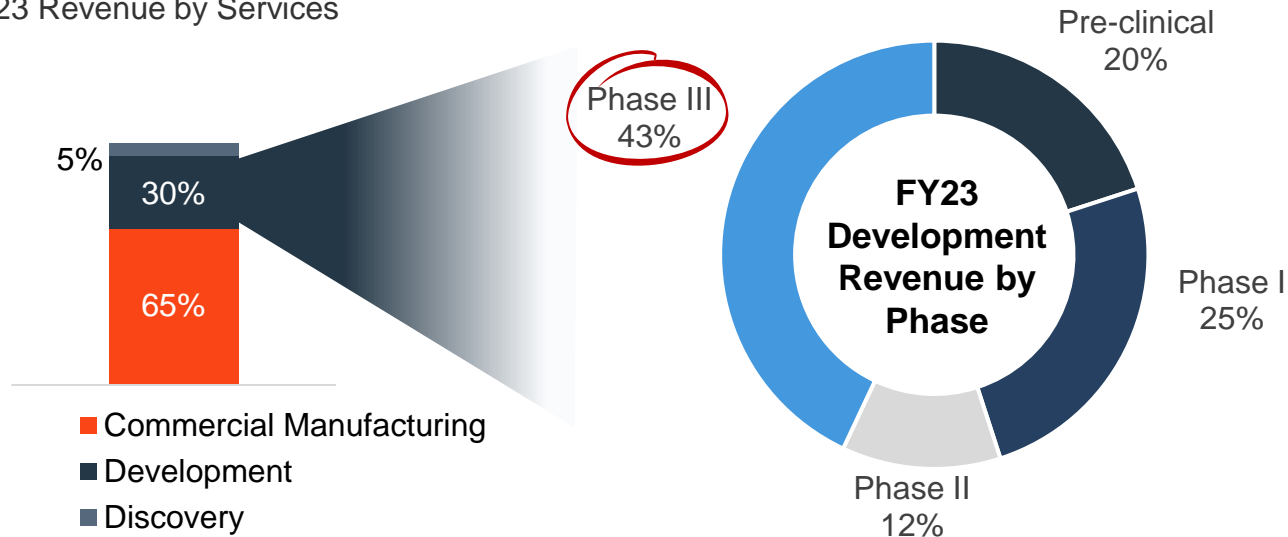 23 Revenue by Services
5%
30%
65%
Commercial Manufacturing
Development
Discovery
Phase III
43%
Pre-clinical
20%
Phase I
25%
Phase II
12%
FY23
Development
Revenue by
Phase